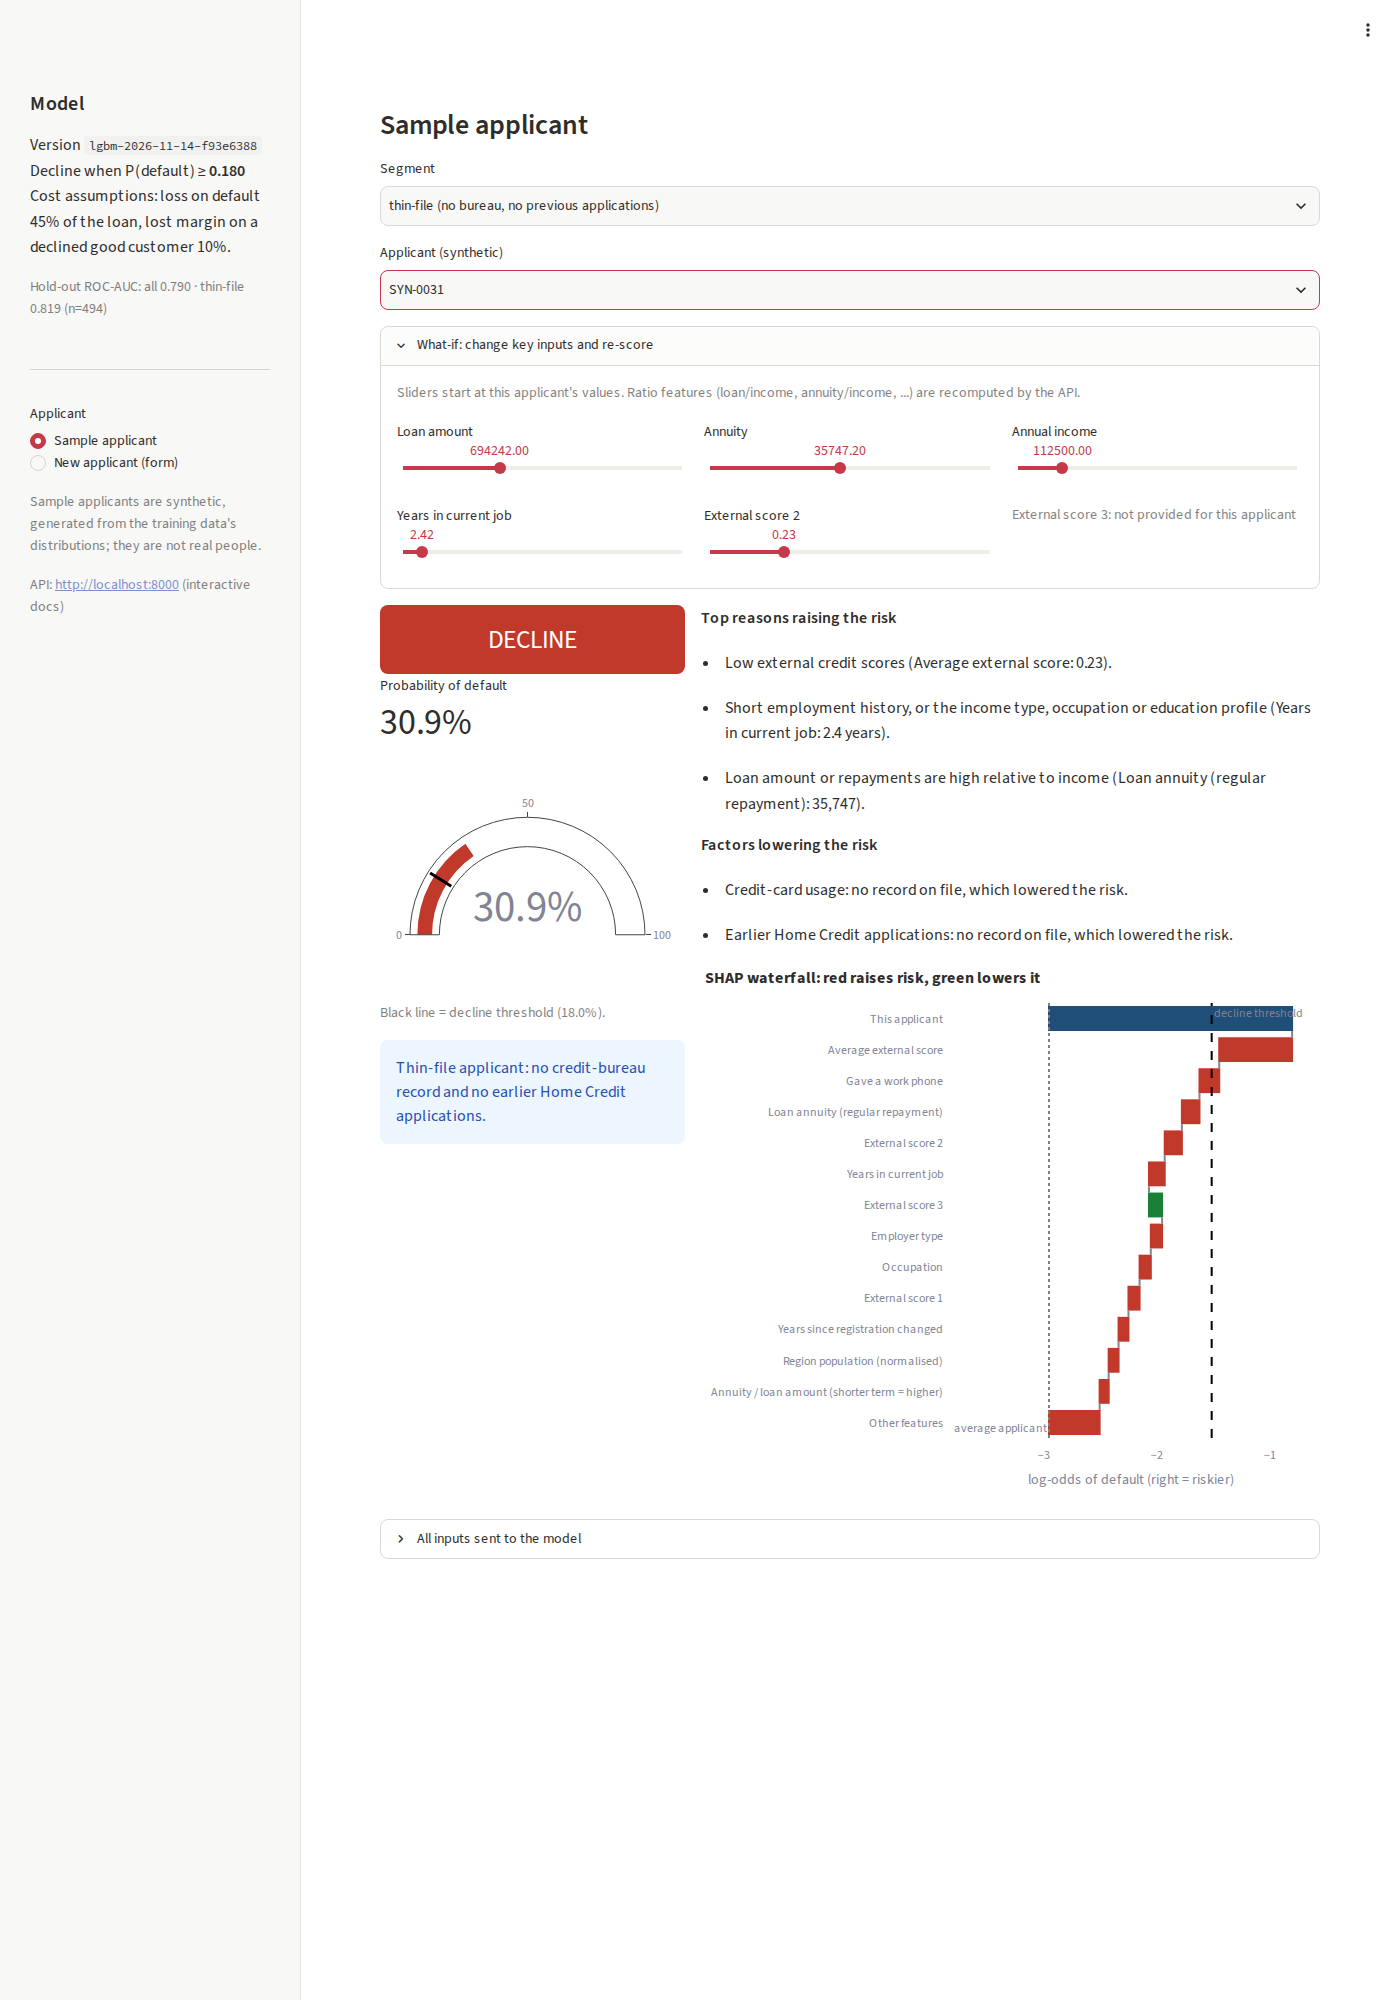 Model
Version lgbm-2026-11-14-f93e6388
Decline when P(default) ≥ 0.180
Cost assumptions: loss on default
45% of the loan, lost margin on a
declined good customer 10%.
Hold-out ROC-AUC: all 0.790 · thin-file
0.819 (n=494)
Applicant
Sample applicant
New applicant (form)
Sample applicants are synthetic,
generated from the training data's
distributions; they are not real people.
API: http://localhost:8000 (interactive
docs)
Sample applicant
Segment
thin-file (no bureau, no previous applications)
Applicant (synthetic)
SYN-0031
What-if: change key inputs and re-score
Sliders start at this applicant's values. Ratio features (loan/income, annuity/income, ...) are recomputed by the API.
Loan amount
694242.00
Annuity
35747.20
Annual income
112500.00
Years in current job
2.42
External score 2
0.23
External score 3: not provided for this applicant
DECLINE
Probability of default
30.9%
50
30.9%
0
100
Black line = decline threshold (18.0%).
Thin-file applicant: no credit-bureau
record and no earlier Home Credit
applications.
Top reasons raising the risk
Low external credit scores (Average external score: 0.23).
Short employment history, or the income type, occupation or education profile (Years
in current job: 2.4 years).
Loan amount or repayments are high relative to income (Loan annuity (regular
repayment): 35,747).
Factors lowering the risk
Credit-card usage: no record on file, which lowered the risk.
Earlier Home Credit applications: no record on file, which lowered the risk.
SHAP waterfall: red raises risk, green lowers it
This applicant
decline threshold
Average external score
Gave a work phone
Loan annuity (regular repayment)
External score 2
Years in current job
External score 3
Employer type
Occupation
External score 1
Years since registration changed
Region population (normalised)
Annuity / loan amount (shorter term = higher)
Other features
average applicant
−3
−2
−1
log-odds of default (right = riskier)
All inputs sent to the model